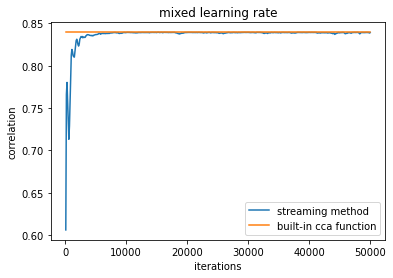 mixed learning rate
0.85
0.80
0.75
0.70
0.65
0.60
correlation
0
10000
20000
30000
40000
50000
iterations
streaming method
built-in cca function